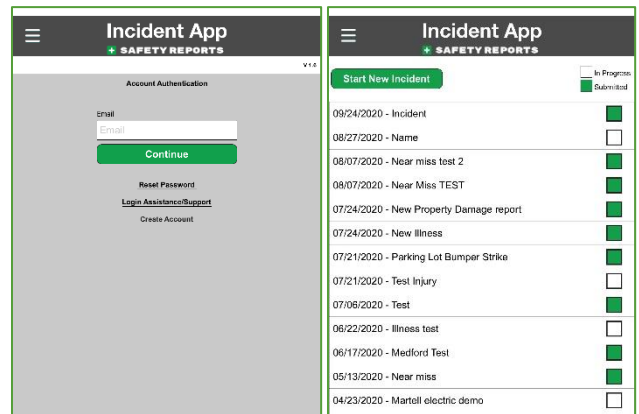 Incident App
SAFETY REPORTS
V 1.6
Account Authentication
Email
Email
Continue
Reset Password
Login Assistance/Support
Create Account
Incident App
SAFETY REPORTS
Start New Incident
In Progress
Submitted
09/24/2020 - Incident
08/27/2020 - Name
08/07/2020 - Near miss test 2
08/07/2020 - Near Miss TEST
07/24/2020 - New Property Damage report
07/24/2020 - New Illness
07/21/2020 - Parking Lot Bumper Strike
07/21/2020 - Test Injury
07/06/2020 - Test
06/22/2020 - Illness test
06/17/2020 - Medford Test
05/13/2020 - Near miss
04/23/2020 - Martell electric demo